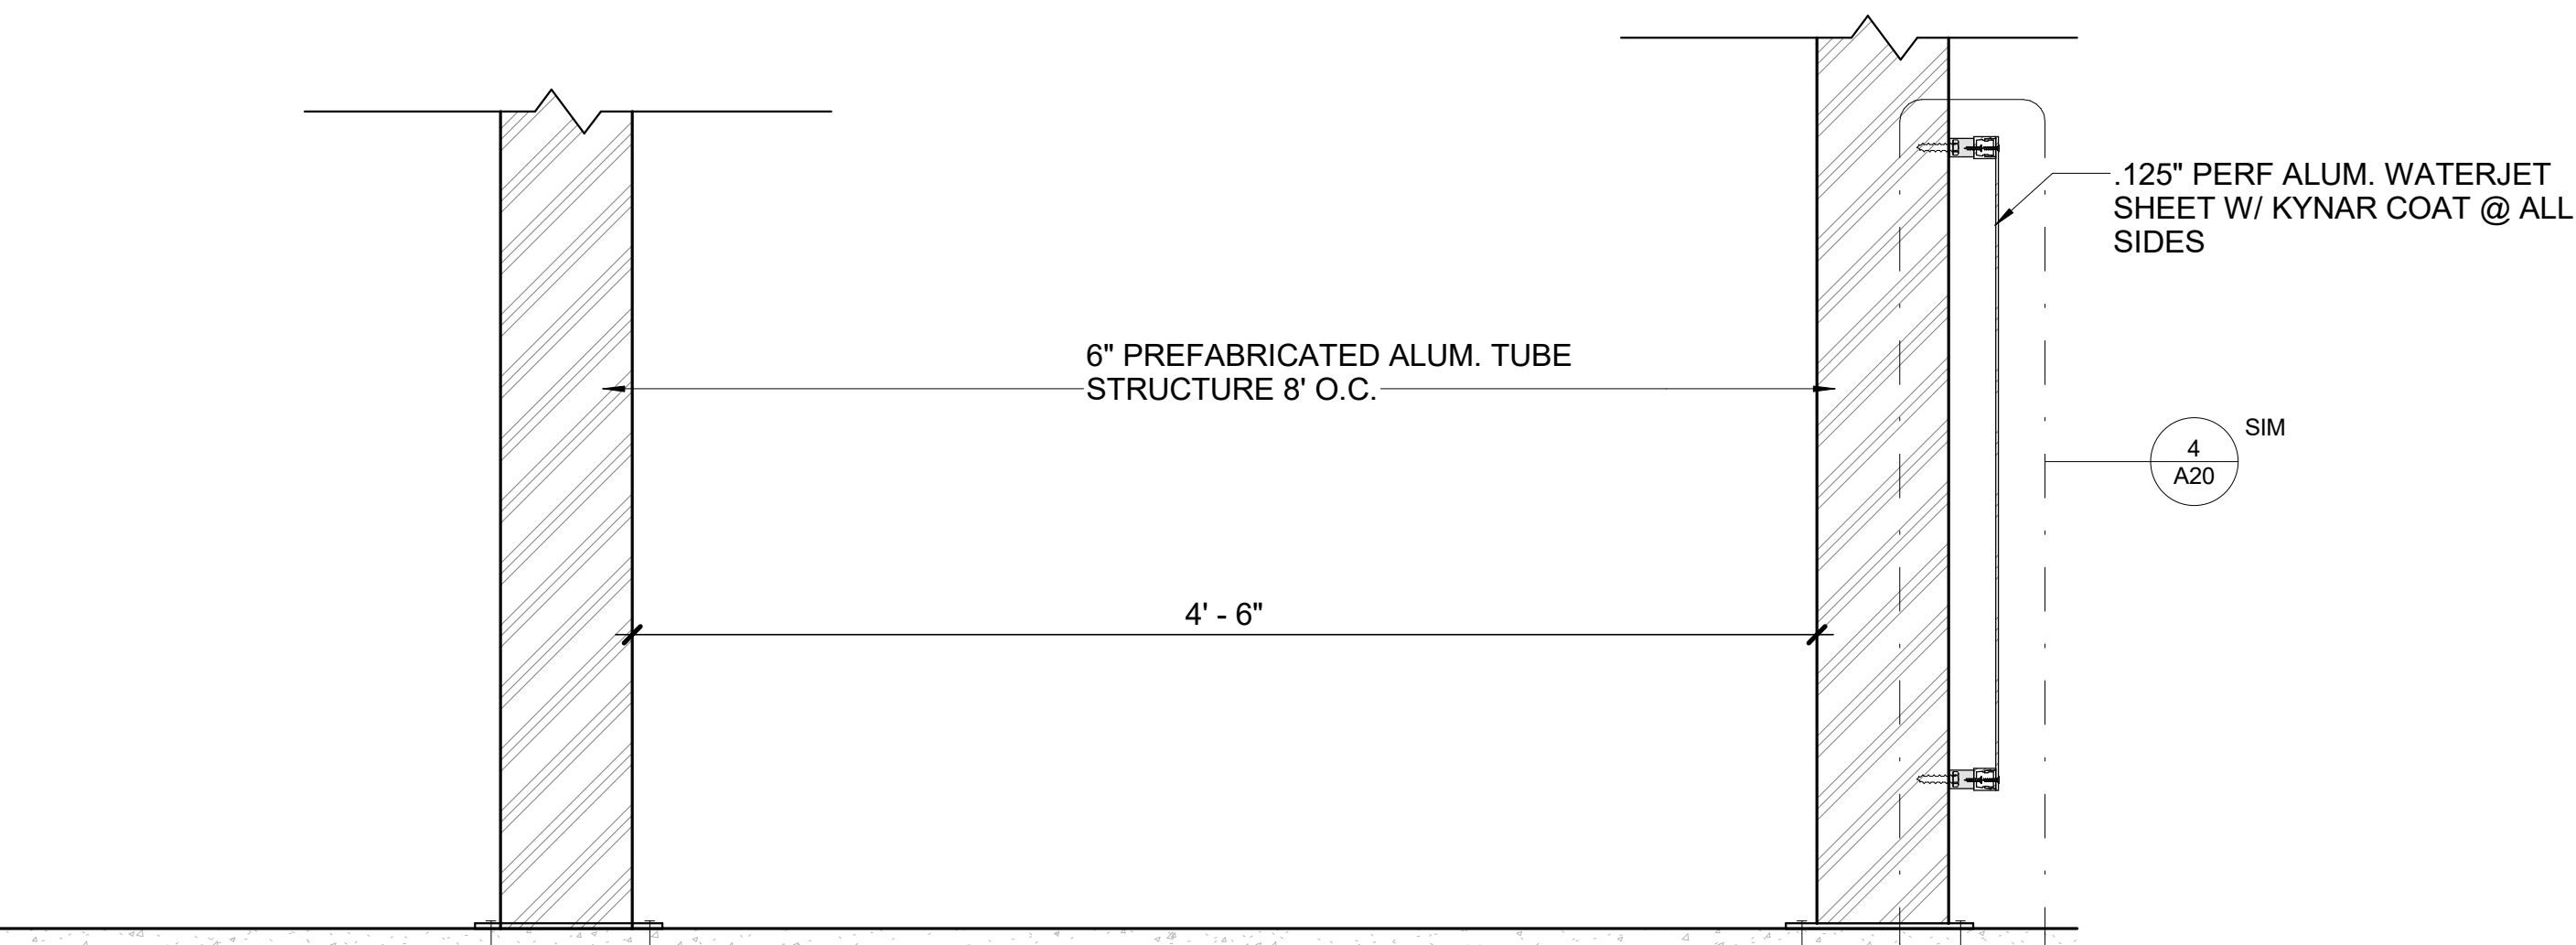 .125" PERF ALUM. WATERJET
SHEET W/ KYNAR COAT @ ALL
SIDES
6" PREFABRICATED ALUM. TUBE
STRUCTURE 8' O.C.
SIM
4
A20
4' - 6"